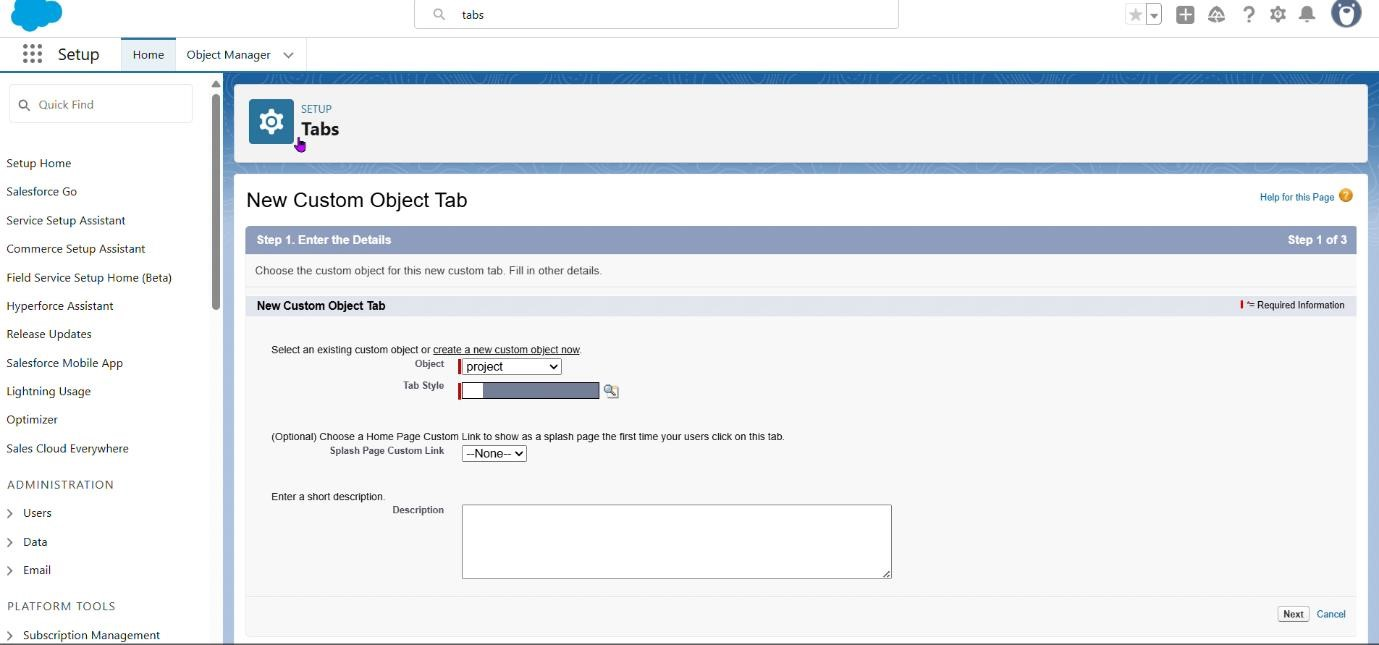 tabs
Setup
Home
Object Manager
Quick Find
Setup Home
Salesforce Go
Service Setup Assistant
Commerce Setup Assistant
Field Service Setup Home (Beta)
Hyperforce Assistant
Release Updates
Salesforce Mobile App
Lightning Usage
Optimizer
Sales Cloud Everywhere
ADMINISTRATION
Users
Data
Email
PLATFORM TOOLS
Subscription Management
SETUP
Tabs
New Custom Object Tab
Help for this Page ?
Step 1. Enter the Details
Step 1 of 3
Choose the custom object for this new custom tab. Fill in other details.
New Custom Object Tab
*= Required Information
Select an existing custom object or create a new custom object now.
Object
project
Tab Style
(Optional) Choose a Home Page Custom Link to show as a splash page the first time your users click on this tab.
Splash Page Custom Link
--None--
Enter a short description.
Description
Next
Cancel